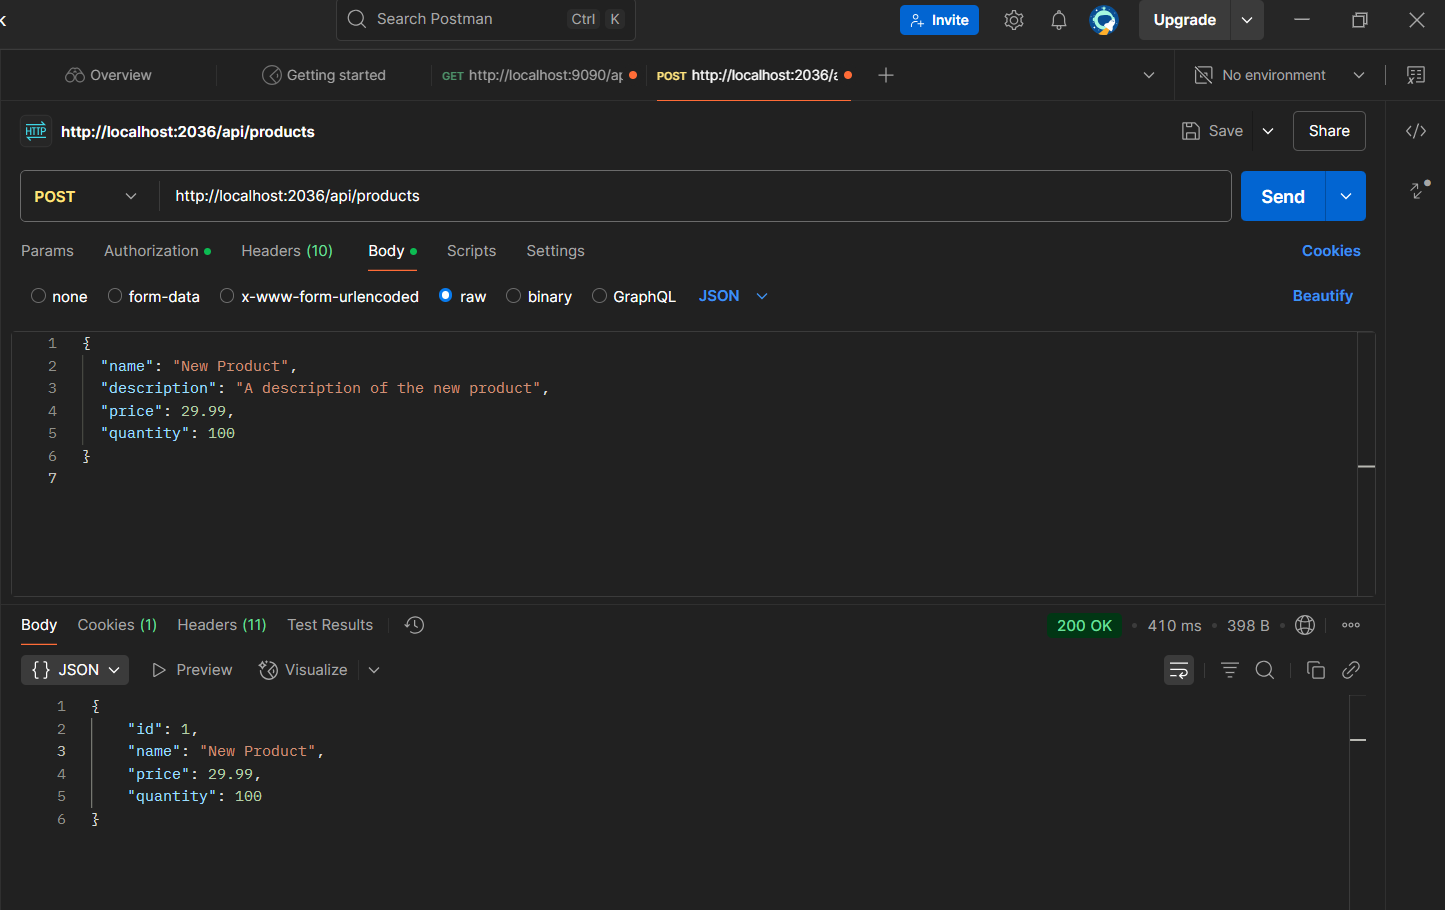 Search Postman Ctrl K Invite Upgrade
Overview Getting started GET http://localhost:9090/ap POST http://localhost:2036/a No environment
HTTP http://localhost:2036/api/products Save Share
POST http://localhost:2036/api/products Send
Params Authorization Headers (10) Body Scripts Settings Cookies
none form-data x-www-form-urlencoded raw binary GraphQL JSON Beautify
1 {
2 "name": "New Product",
3 "description": "A description of the new product",
4 "price": 29.99,
5 "quantity": 100
6 }
7
Body Cookies (1) Headers (11) Test Results 200 OK 410 ms 398 B
{} JSON Preview Visualize
1 {
2 "id": 1,
3 "name": "New Product",
4 "price": 29.99,
5 "quantity": 100
6 }